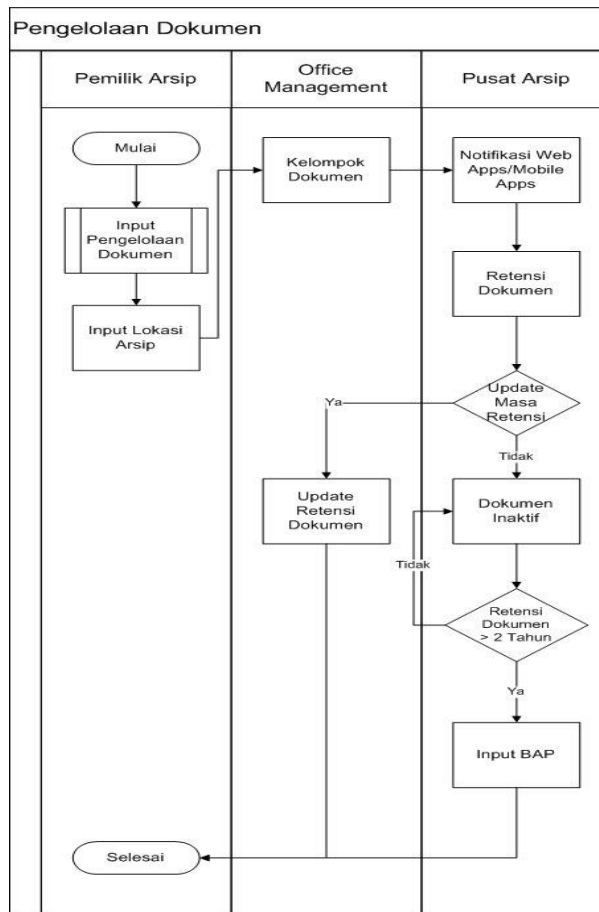 Pengelolaan Dokumen
Pemilik Arsip
Office
Management
Pusat Arsip
Mulai
Input
Pengelolaan
Dokumen
Input Lokasi
Arsip
Kelompok
Dokumen
Notifikasi Web
Apps/Mobile
Apps
Retensi
Dokumen
Update
Masa
Retensi
Ya
Tidak
Update
Retensi
Dokumen
Dokumen
Inaktif
Tidak
Retensi
Dokumen
> 2 Tahun
Ya
Input BAP
Selesai